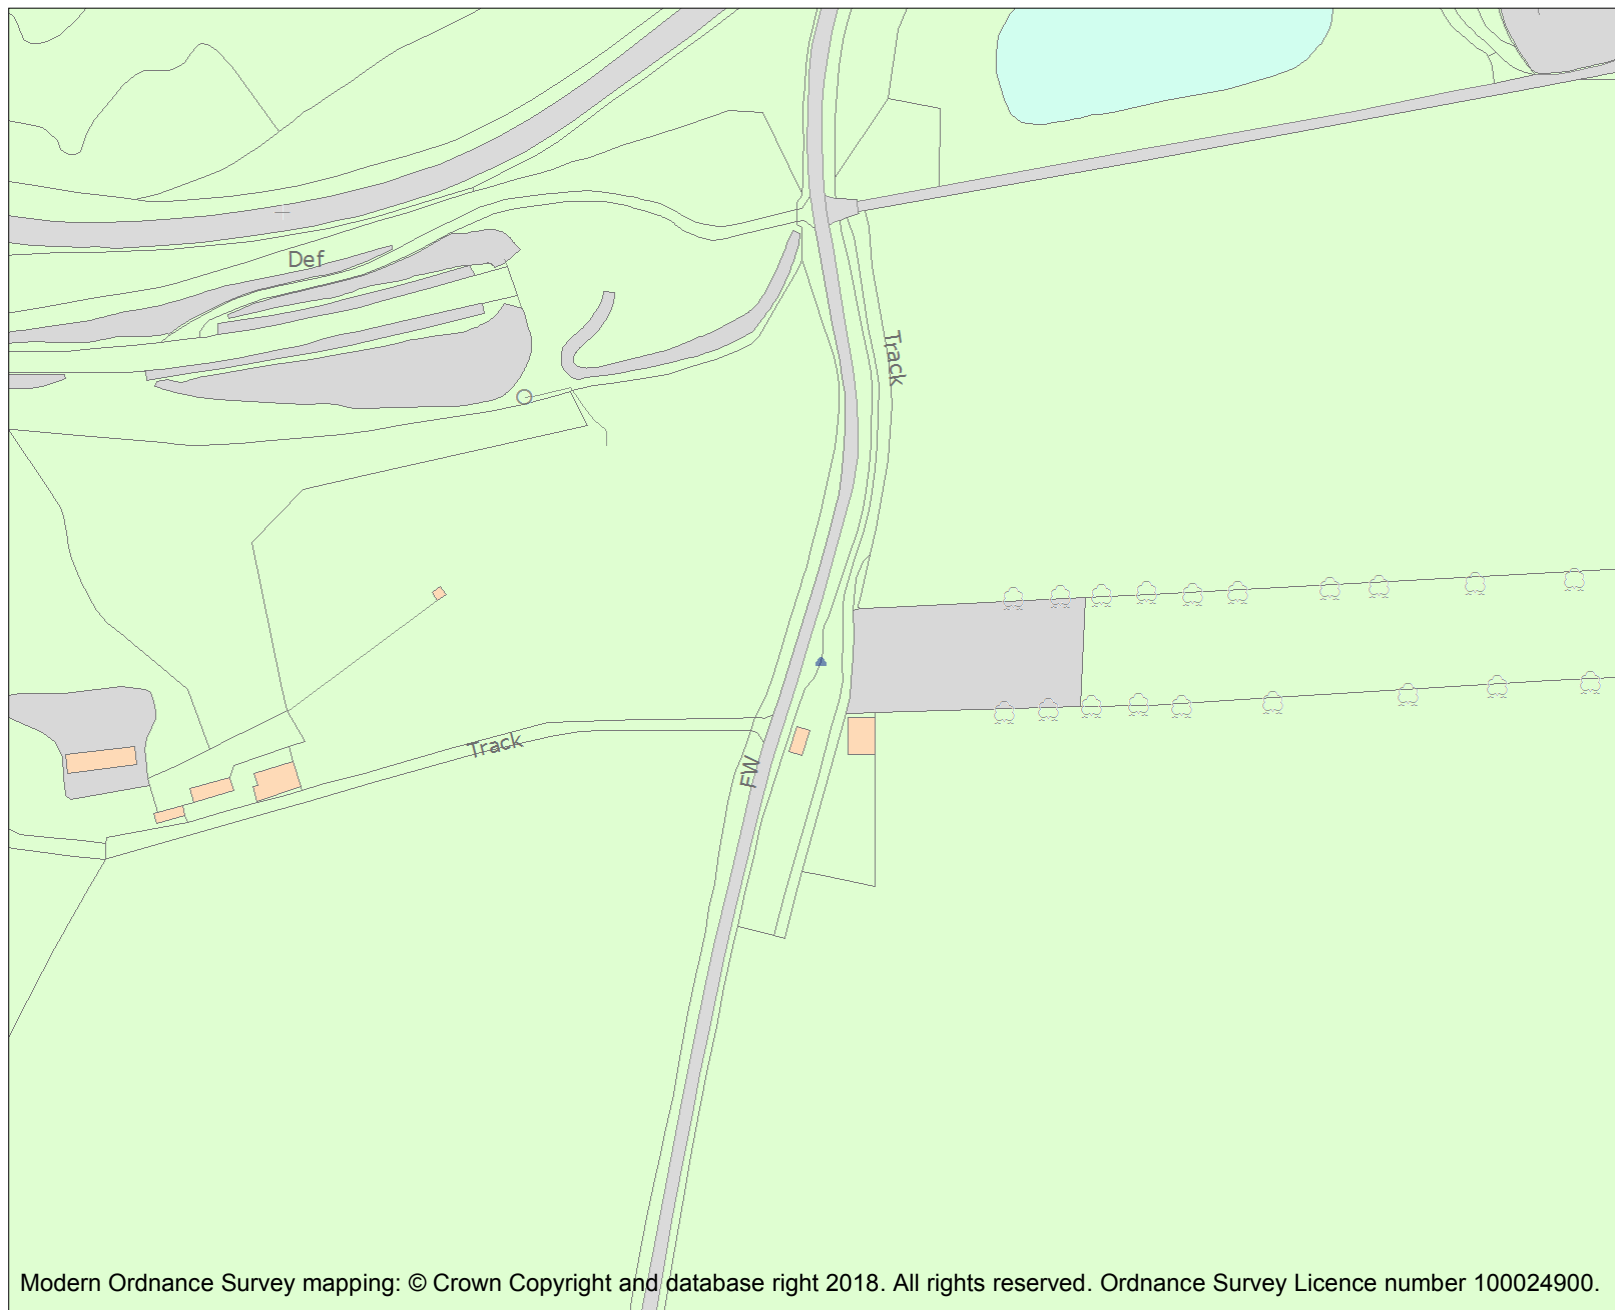 Def
Track
Track
FW
Modern Ordnance Survey mapping: © Crown Copyright and database right 2018. All rights reserved. Ordnance Survey Licence number 100024900.